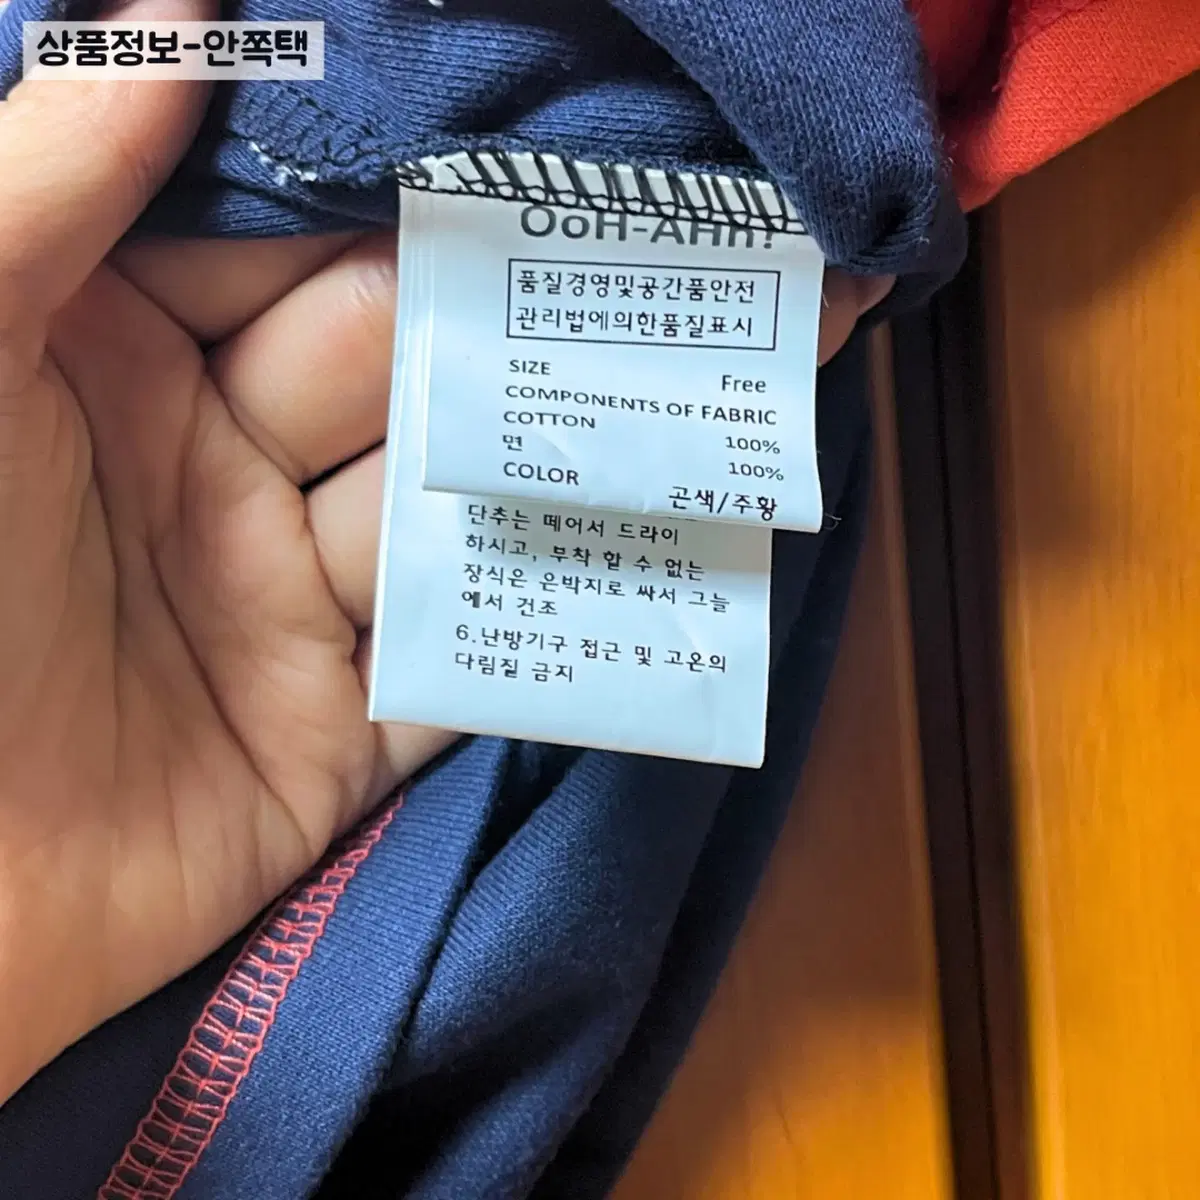 상품정보-안쪽택
OoH-AHh!
품질경영및공간품안전
관리법에의한품질표시
SIZE Free
COMPONENTS OF FABRIC
COTTON 100%
면 100%
COLOR 곤색/주황
단추는 떼어서 드라이
하시고, 부착 할 수 없는
장식은 은박지로 싸서 그늘
에서 건조
6.난방기구 접근 및 고온의
다림질 금지